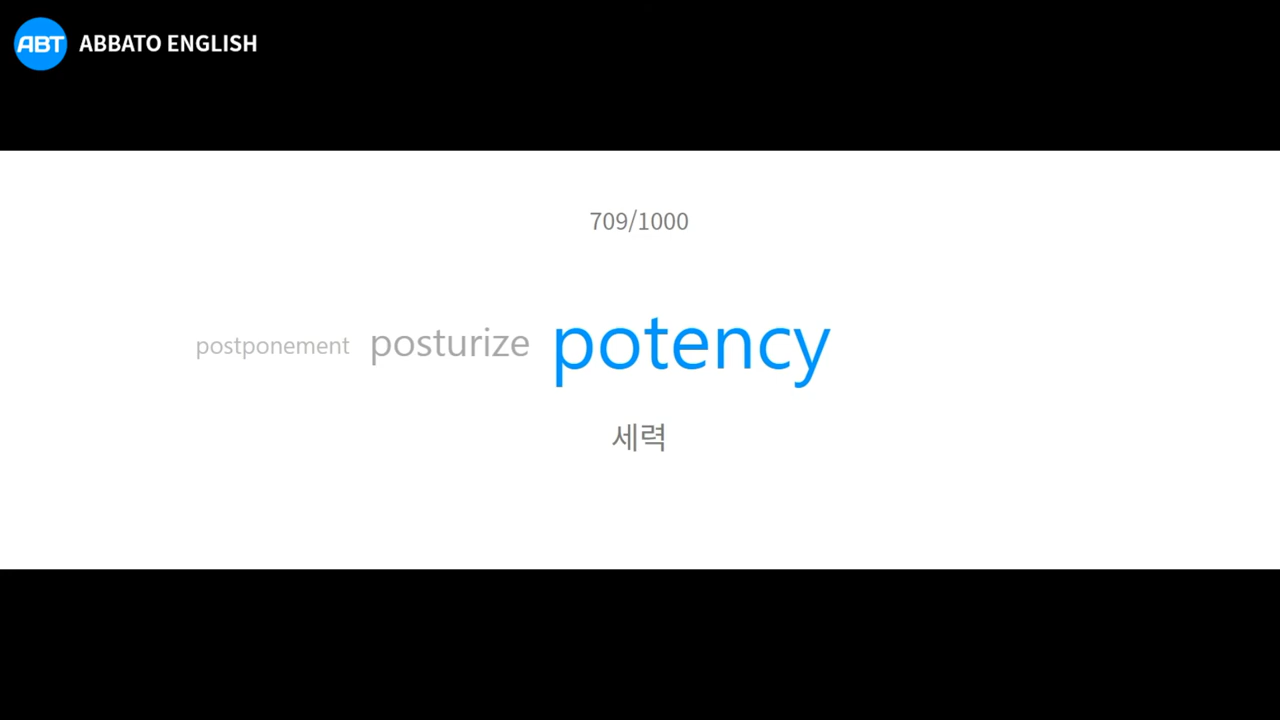 ABT ABBATO ENGLISH
709/1000
postponement posturize potency
세력